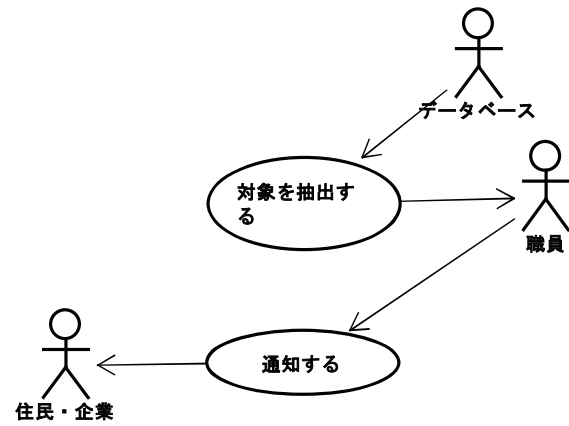 データベース
対象を抽出す
る
職員
通知する
住民・企業